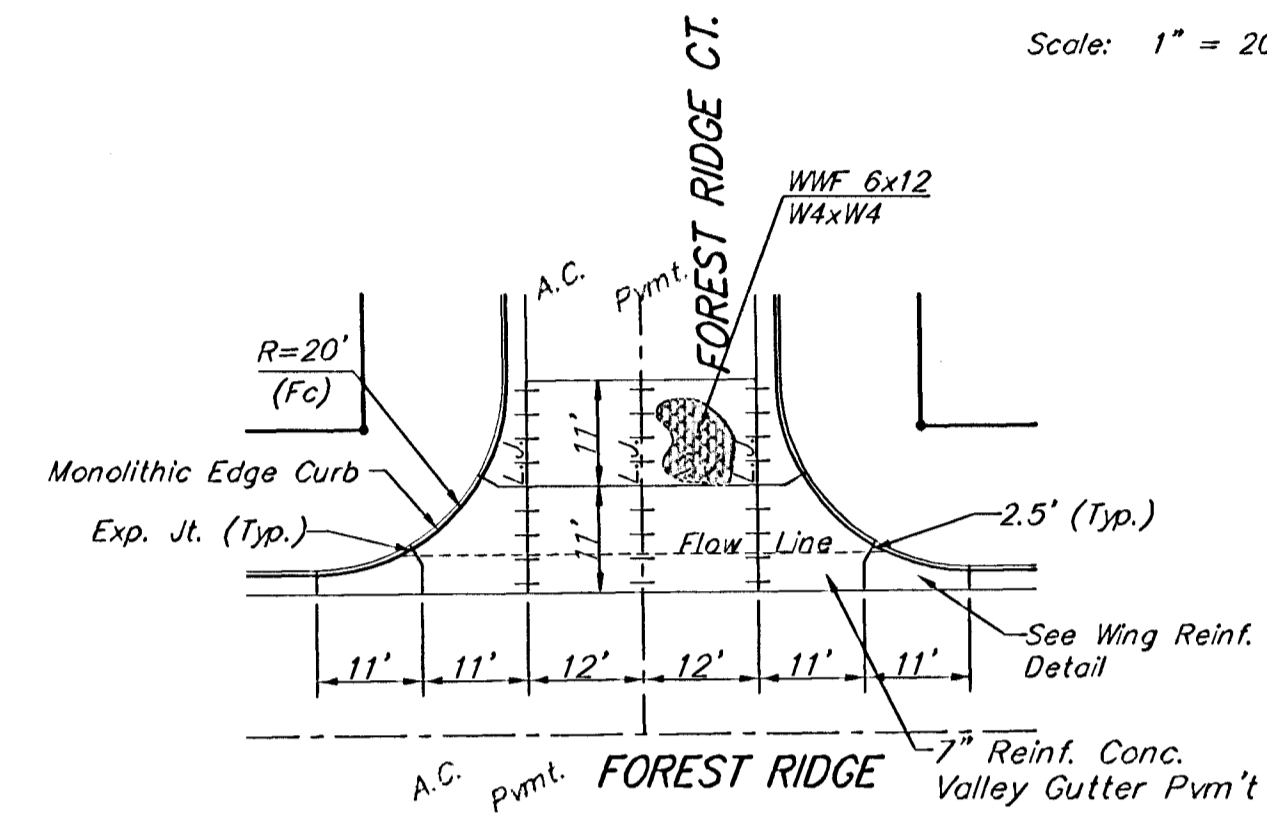 Scale: 1" = 20
FOREST RIDGE CT.
WWF 6x12
W4xW4
A.C. Pvmt.
R=20'
(Fc)
Monolithic Edge Curb
Exp. Jt. (Typ.)
L.J.
11'
L.J.
L.J.
11'
Flow Line
2.5' (Typ.)
See Wing Reinf.
Detail
11' 11' 12' 12' 11' 11'
7" Reinf. Conc.
Valley Gutter Pvm't
A.C. Pvmt.
FOREST RIDGE